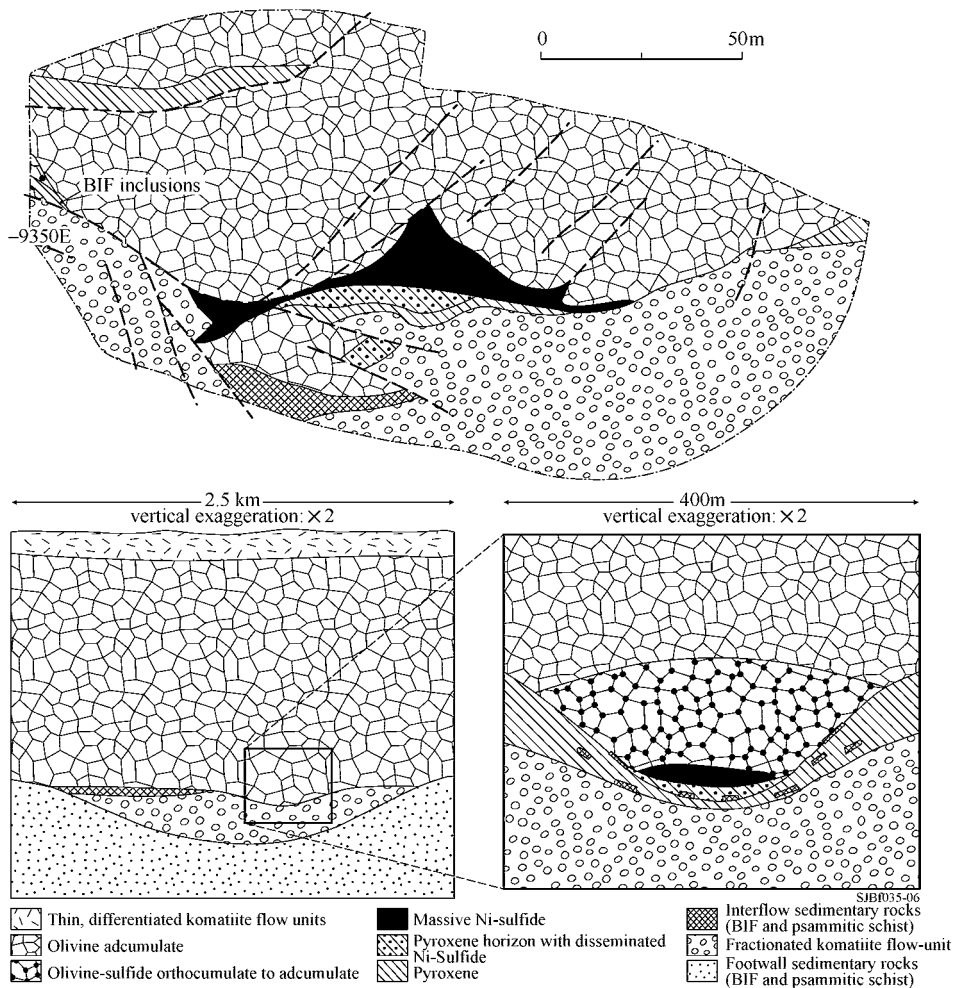 0 50m
BIF inclusions
–9350E
2.5 km
vertical exaggeration: ×2
400m
vertical exaggeration: ×2
SJBf035-06
Thin, differentiated komatiite flow units
Olivine adcumulate
Olivine-sulfide orthocumulate to adcumulate
Massive Ni-sulfide
Pyroxene horizon with disseminated
Ni-Sulfide
Pyroxene
Interflow sedimentary rocks
(BIF and psammitic schist)
Fractionated komatiite flow-unit
Footwall sedimentary rocks
(BIF and psammitic schist)